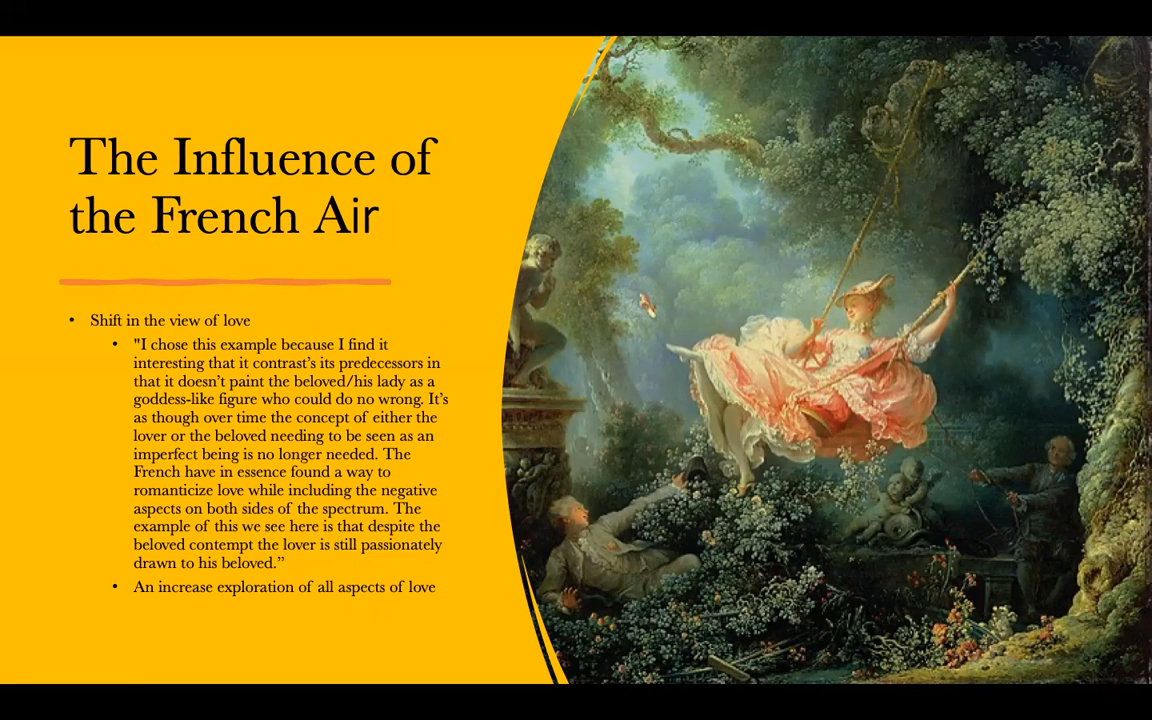 The Influence of
the French Air
• Shift in the view of love
• "I chose this example because I find it
interesting that it contrast's its predecessors in
that it doesn't paint the beloved/his lady as a
goddess-like figure who could do no wrong. It's
as though over time the concept of either the
lover or the beloved needing to be seen as an
imperfect being is no longer needed. The
French have in essence found a way to
romanticize love while including the negative
aspects on both sides of the spectrum. The
example of this we see here is that despite the
beloved contempt the lover is still passionately
drawn to his beloved.”
• An increase exploration of all aspects of love